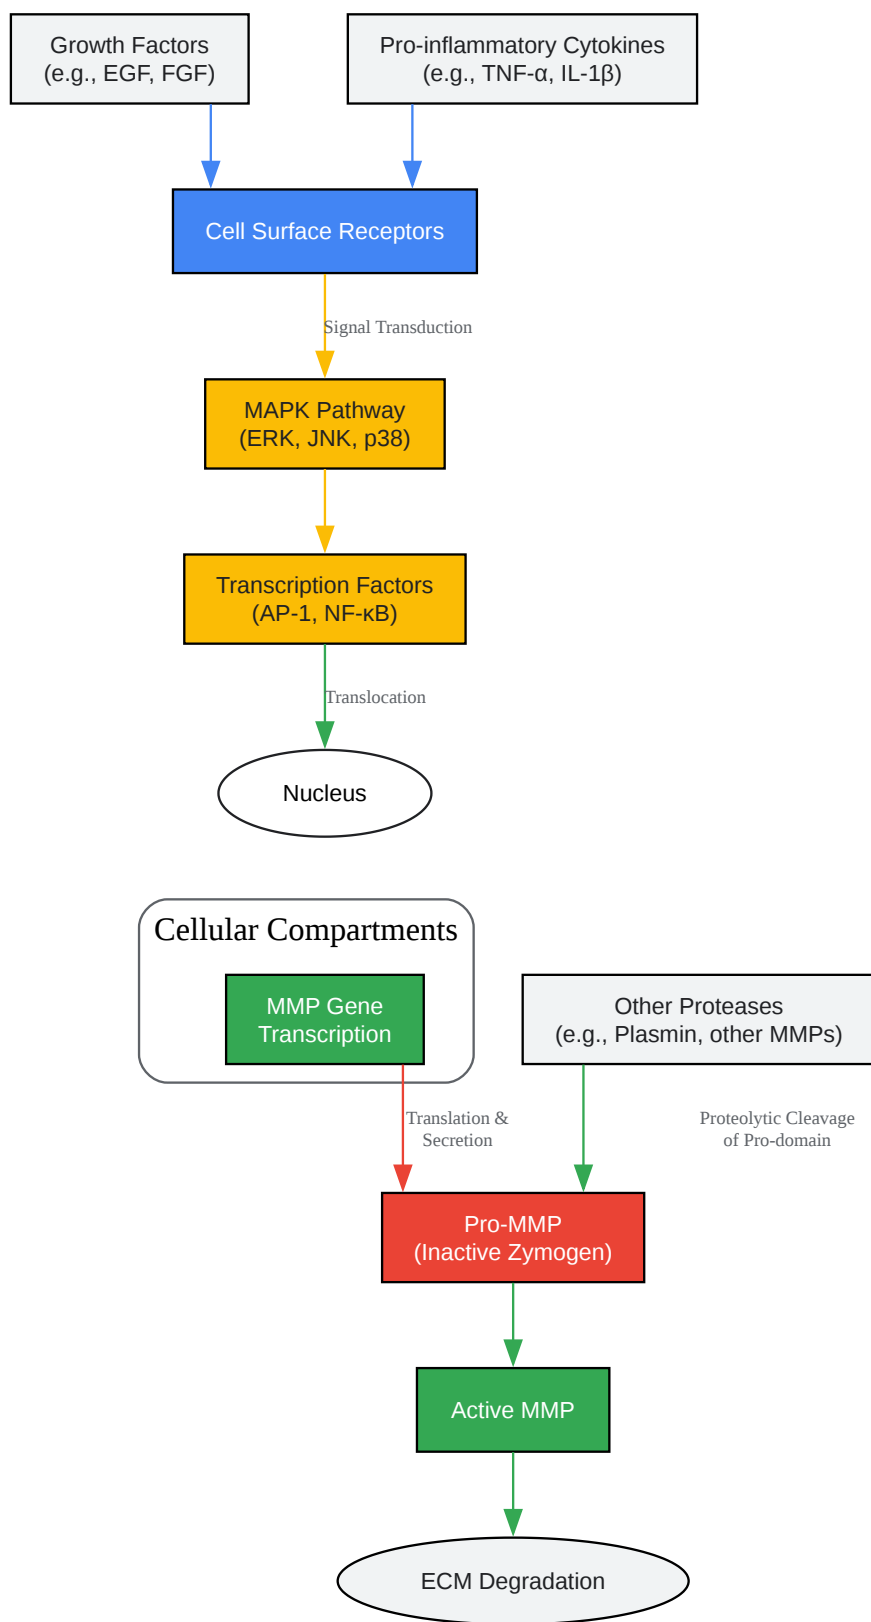 Growth Factors
(e.g., EGF, FGF)
Pro-inflammatory Cytokines
(e.g., TNF-α, IL-1β)
Cell Surface Receptors
Signal Transduction
MAPK Pathway
(ERK, JNK, p38)
Transcription Factors
(AP-1, NF-κB)
Translocation
Nucleus
Cellular Compartments
MMP Gene
Transcription
Other Proteases
(e.g., Plasmin, other MMPs)
Translation &
Secretion
Proteolytic Cleavage
of Pro-domain
Pro-MMP
(Inactive Zymogen)
Active MMP
ECM Degradation